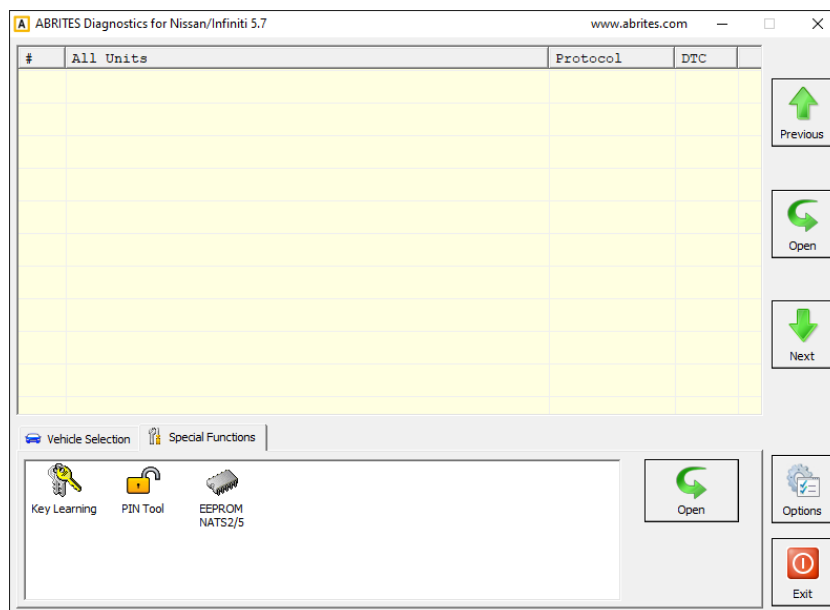 A ABRITES Diagnostics for Nissan/Infiniti 5.7 www.abrites.com
# All Units Protocol DTC
Previous
Open
Next
Vehicle Selection Special Functions
Key Learning PIN Tool EEPROM
NATS2/5
Open
Options
Exit